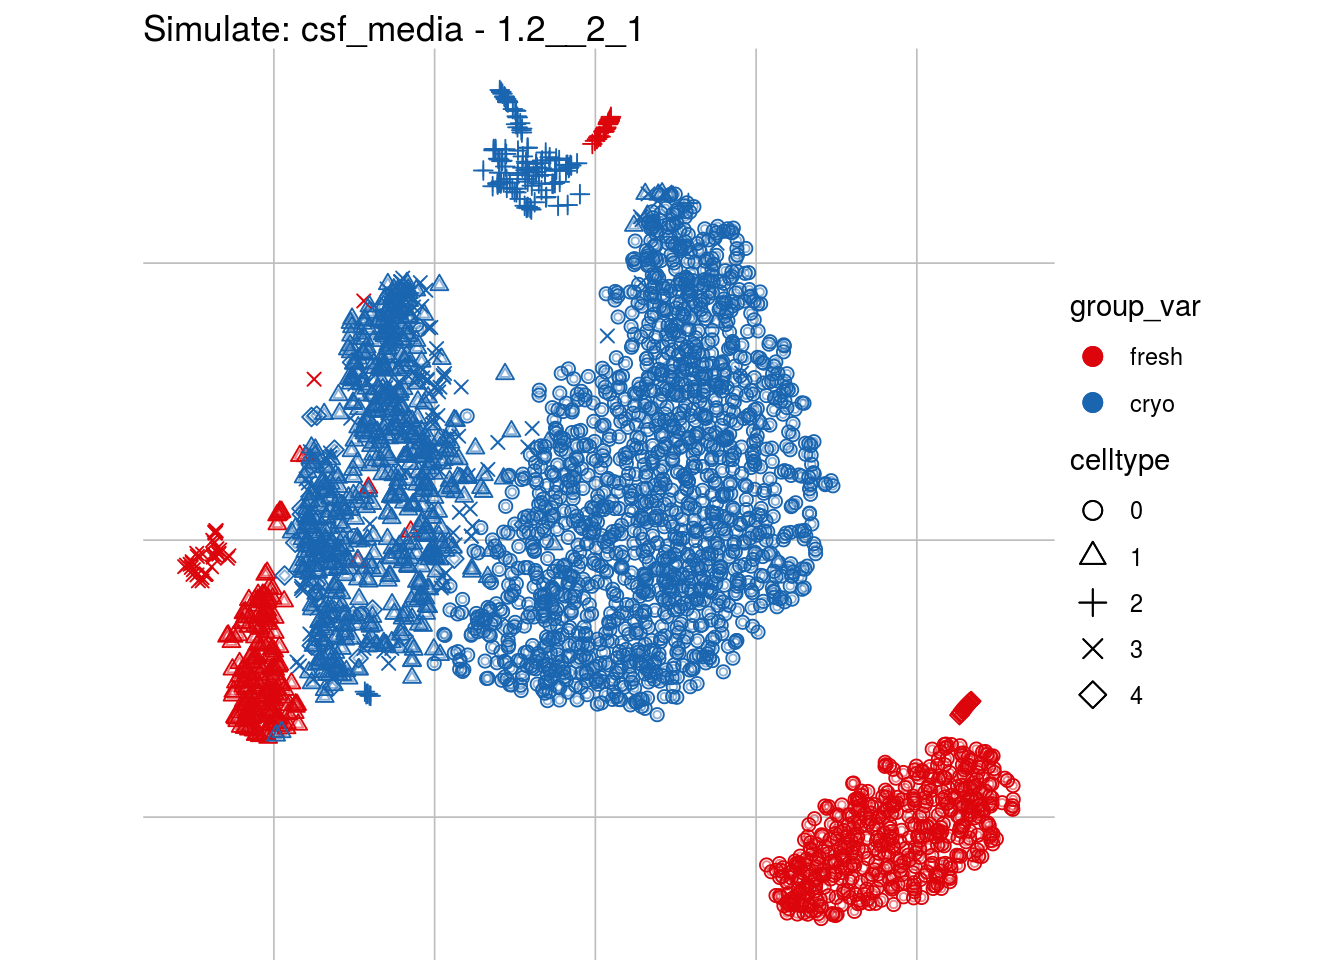 Simulate: csf_media - 1.2__2_1
group_var
fresh
cryo
celltype
0
1
2
3
4